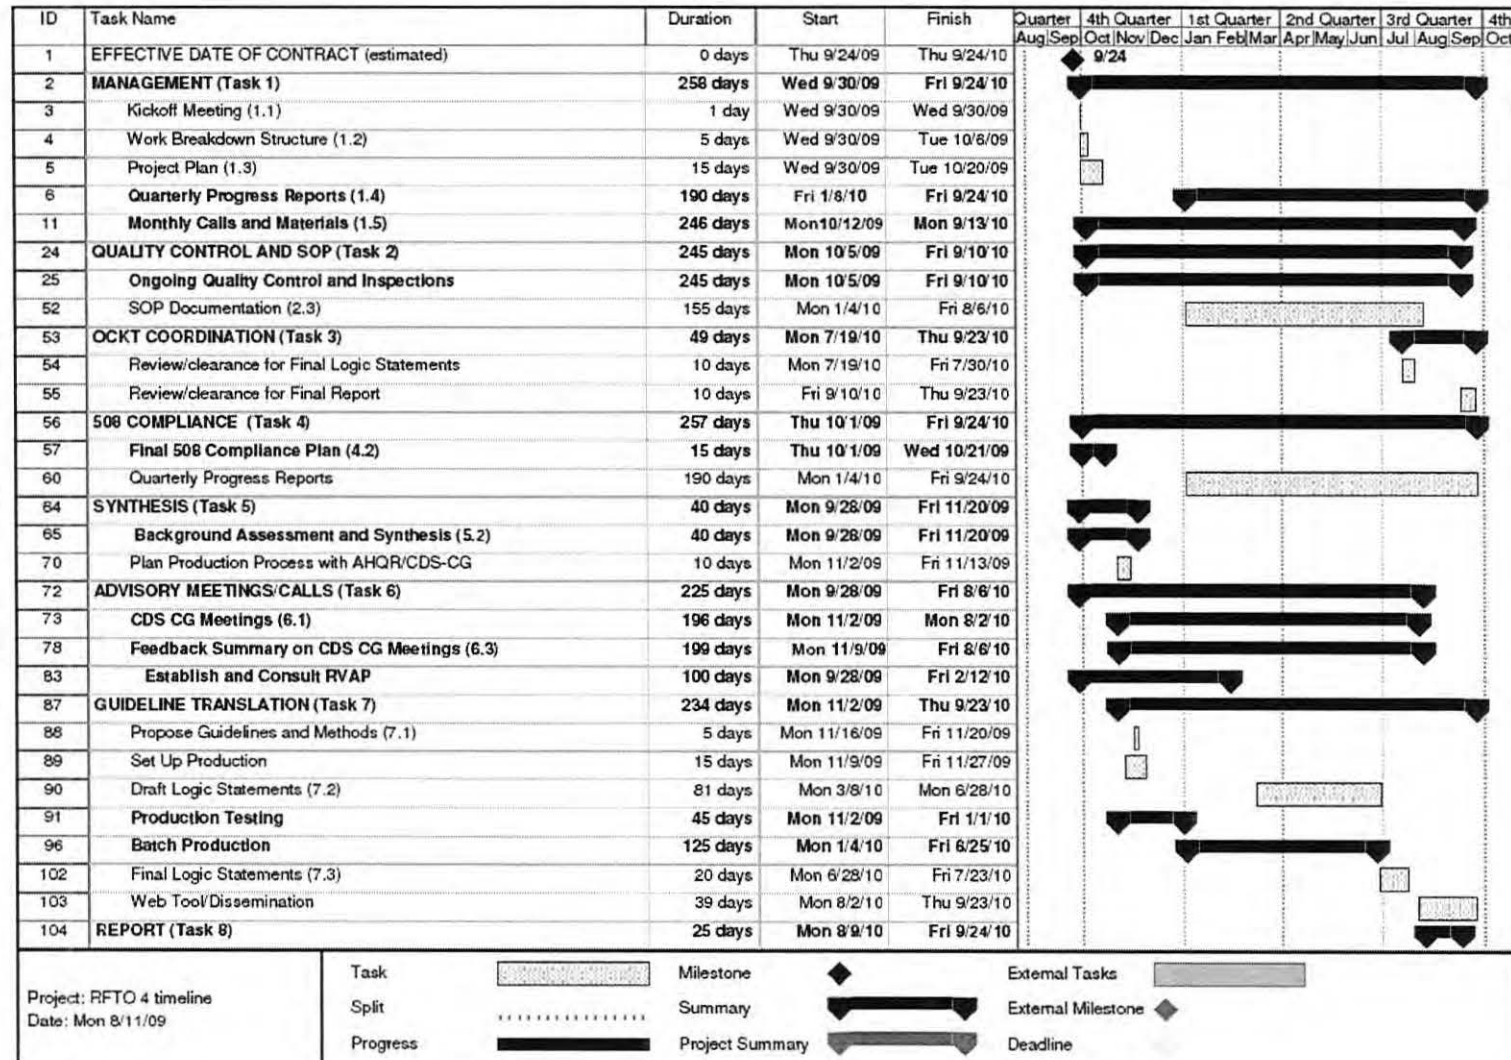 ID Task Name Duration Start Finish Quarter 4th Quarter 1st Quarter 2nd Quarter 3rd Quarter 4th
Aug Sep Oct Nov Dec Jan Feb Mar Apr May Jun Jul Aug Sep Oct
1 EFFECTIVE DATE OF CONTRACT (estimated) 0 days Thu 9/24/09 Thu 9/24/10 9/24
2 MANAGEMENT (Task 1) 258 days Wed 9/30/09 Fri 9/24/10
3 Kickoff Meeting (1.1) 1 day Wed 9/30/09 Wed 9/30/09
4 Work Breakdown Structure (1.2) 5 days Wed 9/30/09 Tue 10/6/09
5 Project Plan (1.3) 15 days Wed 9/30/09 Tue 10/20/09
6 Quarterly Progress Reports (1.4) 190 days Fri 1/8/10 Fri 9/24/10
11 Monthly Calls and Materials (1.5) 246 days Mon10/12/09 Mon 9/13/10
24 QUALITY CONTROL AND SOP (Task 2) 245 days Mon 10/5/09 Fri 9/10/10
25 Ongoing Quality Control and Inspections 245 days Mon 10/5/09 Fri 9/10/10
52 SOP Documentation (2.3) 155 days Mon 1/4/10 Fri 8/6/10
53 OCKT COORDINATION (Task 3) 49 days Mon 7/19/10 Thu 9/23/10
54 Review/clearance for Final Logic Statements 10 days Mon 7/19/10 Fri 7/30/10
55 Review/clearance for Final Report 10 days Fri 9/10/10 Thu 9/23/10
56 508 COMPLIANCE (Task 4) 257 days Thu 10/1/09 Fri 9/24/10
57 Final 508 Compliance Plan (4.2) 15 days Thu 10/1/09 Wed 10/21/09
60 Quarterly Progress Reports 190 days Mon 1/4/10 Fri 9/24/10
64 SYNTHESIS (Task 5) 40 days Mon 9/28/09 Fri 11/20/09
65 Background Assessment and Synthesis (5.2) 40 days Mon 9/28/09 Fri 11/20/09
70 Plan Production Process with AHQR/CDS-CG 10 days Mon 11/2/09 Fri 11/13/09
72 ADVISORY MEETINGS/CALLS (Task 6) 225 days Mon 9/28/09 Fri 8/6/10
73 CDS CG Meetings (6.1) 196 days Mon 11/2/09 Mon 8/2/10
78 Feedback Summary on CDS CG Meetings (6.3) 199 days Mon 11/9/09 Fri 8/6/10
83 Establish and Consult RVAP 100 days Mon 9/28/09 Fri 2/12/10
87 GUIDELINE TRANSLATION (Task 7) 234 days Mon 11/2/09 Thu 9/23/10
88 Propose Guidelines and Methods (7.1) 5 days Mon 11/16/09 Fri 11/20/09
89 Set Up Production 15 days Mon 11/9/09 Fri 11/27/09
90 Draft Logic Statements (7.2) 81 days Mon 3/8/10 Mon 6/28/10
91 Production Testing 45 days Mon 11/2/09 Fri 1/1/10
96 Batch Production 125 days Mon 1/4/10 Fri 6/25/10
102 Final Logic Statements (7.3) 20 days Mon 6/28/10 Fri 7/23/10
103 Web Tool/Dissemination 39 days Mon 8/2/10 Thu 9/23/10
104 REPORT (Task 8) 25 days Mon 8/9/10 Fri 9/24/10
Project: RFTO 4 timeline
Date: Mon 8/11/09
Task Milestone External Tasks
Split Summary External Milestone
Progress Project Summary Deadline